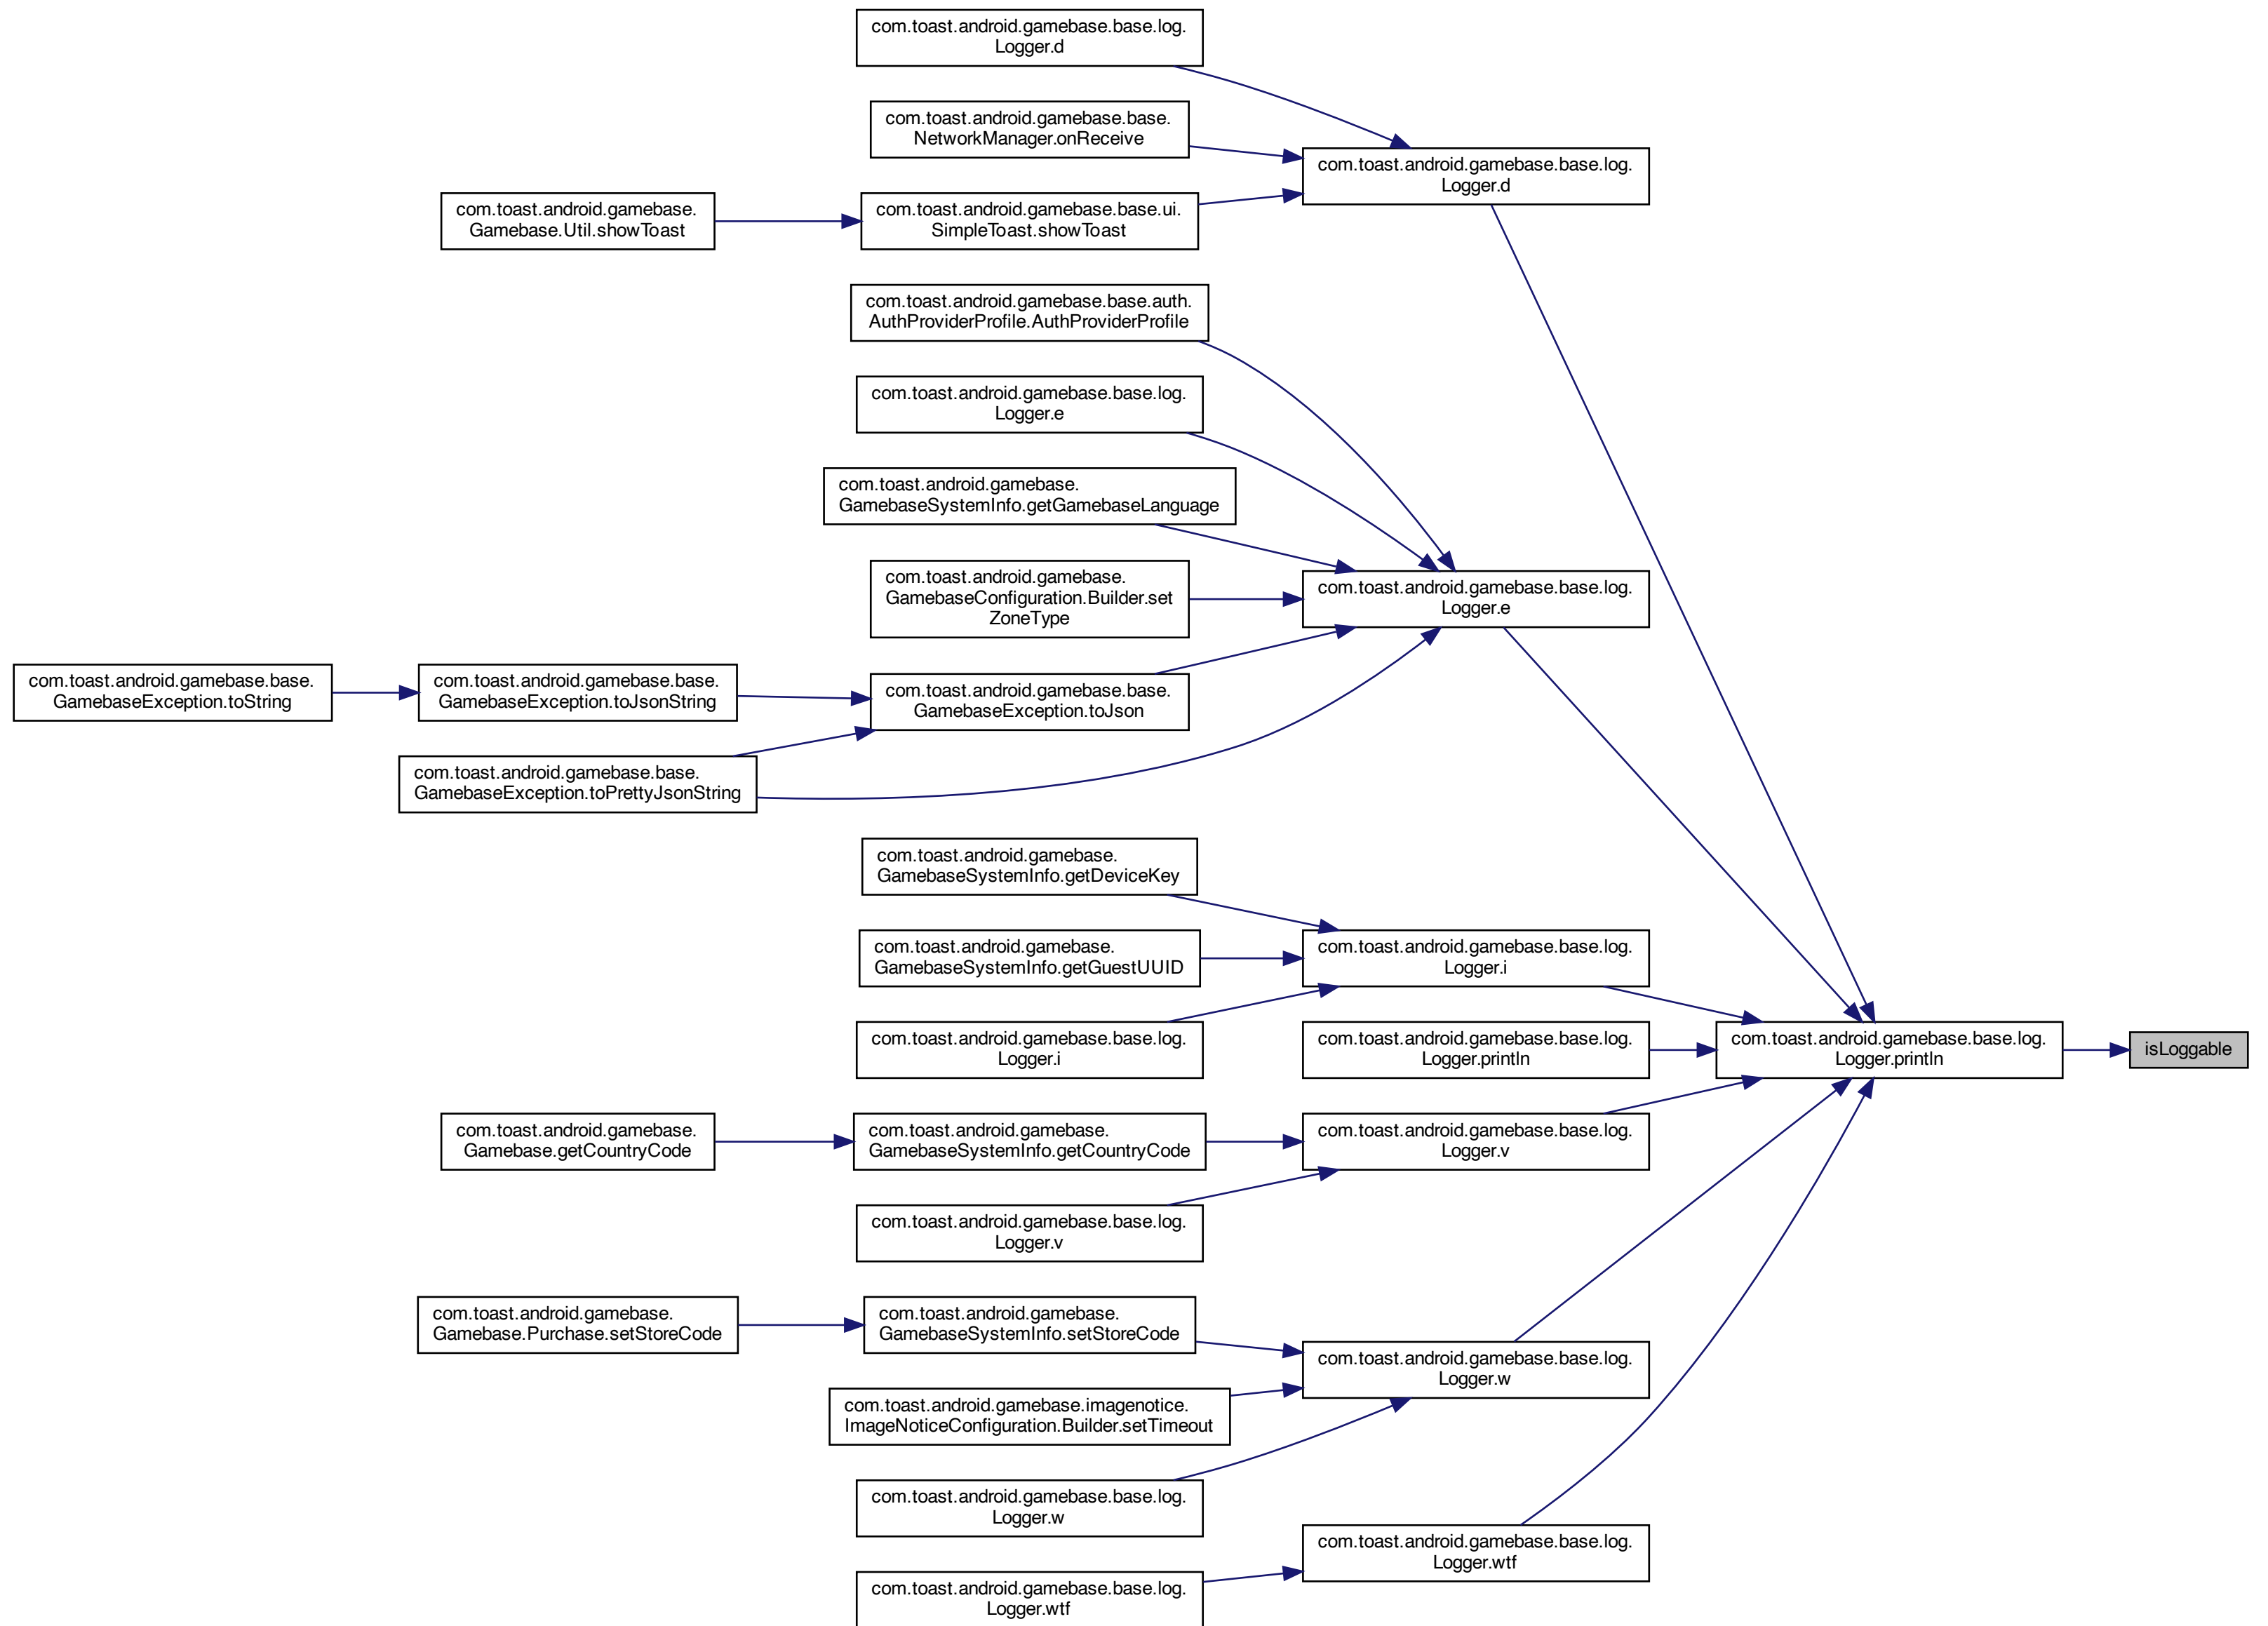 com.toast.android.gamebase.base.log.
Logger.d
com.toast.android.gamebase.base.
NetworkManager.onReceive
com.toast.android.gamebase.base.log.
Logger.d
com.toast.android.gamebase.
Gamebase.Util.showToast
com.toast.android.gamebase.base.ui.
SimpleToast.showToast
com.toast.android.gamebase.base.auth.
AuthProviderProfile.AuthProviderProfile
com.toast.android.gamebase.base.log.
Logger.e
com.toast.android.gamebase.
GamebaseSystemInfo.getGamebaseLanguage
com.toast.android.gamebase.
GamebaseConfiguration.Builder.set
ZoneType
com.toast.android.gamebase.base.log.
Logger.e
com.toast.android.gamebase.base.
GamebaseException.toString
com.toast.android.gamebase.base.
GamebaseException.toJsonString
com.toast.android.gamebase.base.
GamebaseException.toJson
com.toast.android.gamebase.base.
GamebaseException.toPrettyJsonString
com.toast.android.gamebase.
GamebaseSystemInfo.getDeviceKey
com.toast.android.gamebase.
GamebaseSystemInfo.getGuestUUID
com.toast.android.gamebase.base.log.
Logger.i
com.toast.android.gamebase.base.log.
Logger.i
com.toast.android.gamebase.base.log.
Logger.println
com.toast.android.gamebase.base.log.
Logger.println
isLoggable
com.toast.android.gamebase.
Gamebase.getCountryCode
com.toast.android.gamebase.
GamebaseSystemInfo.getCountryCode
com.toast.android.gamebase.base.log.
Logger.v
com.toast.android.gamebase.base.log.
Logger.v
com.toast.android.gamebase.
Gamebase.Purchase.setStoreCode
com.toast.android.gamebase.
GamebaseSystemInfo.setStoreCode
com.toast.android.gamebase.base.log.
Logger.w
com.toast.android.gamebase.imagenotice.
ImageNoticeConfiguration.Builder.setTimeout
com.toast.android.gamebase.base.log.
Logger.w
com.toast.android.gamebase.base.log.
Logger.wtf
com.toast.android.gamebase.base.log.
Logger.wtf